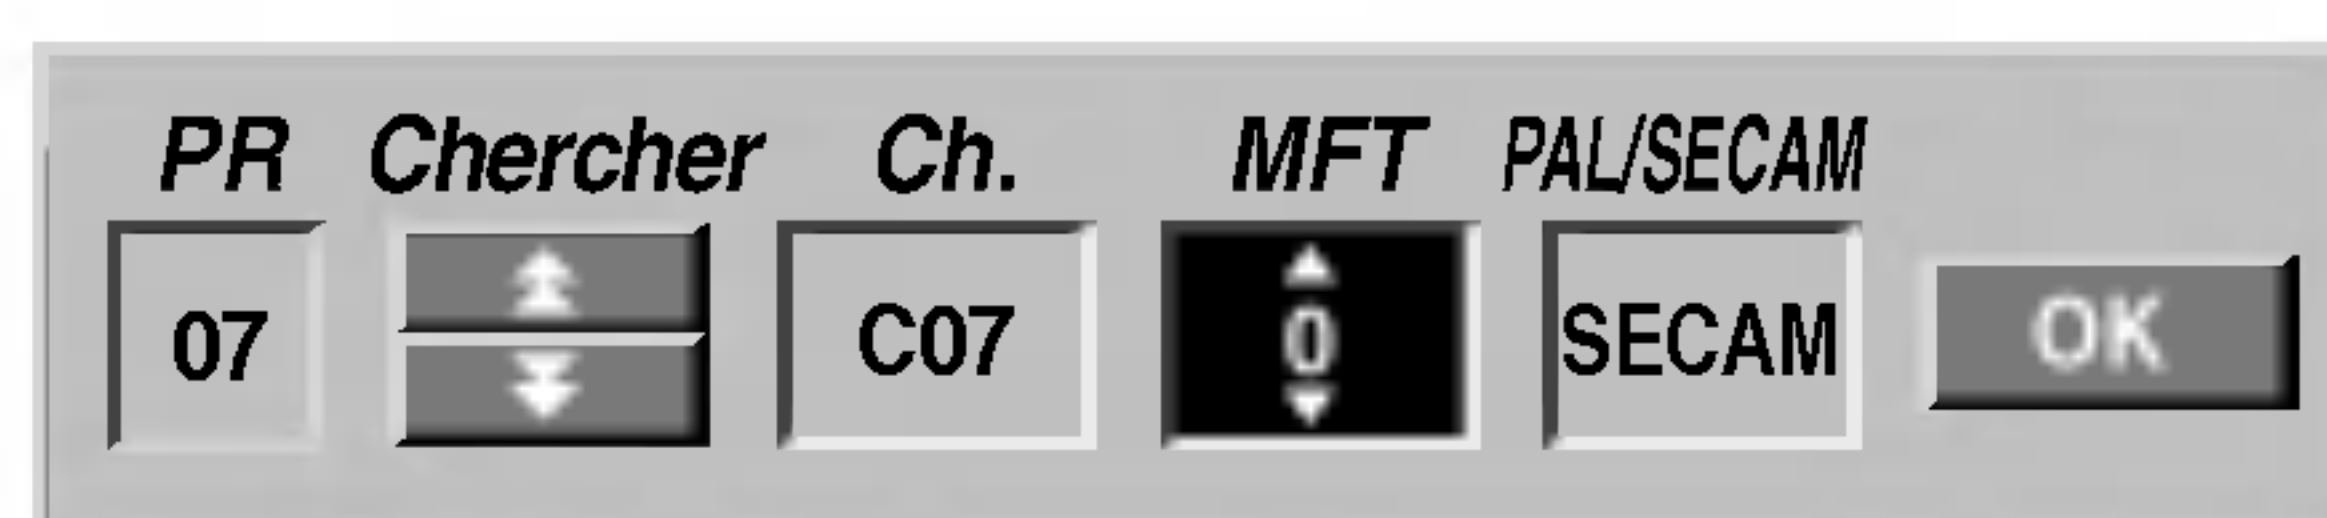 PR Chercher Ch. MFT PAL/SECAM
07 C07 0 SECAM OK